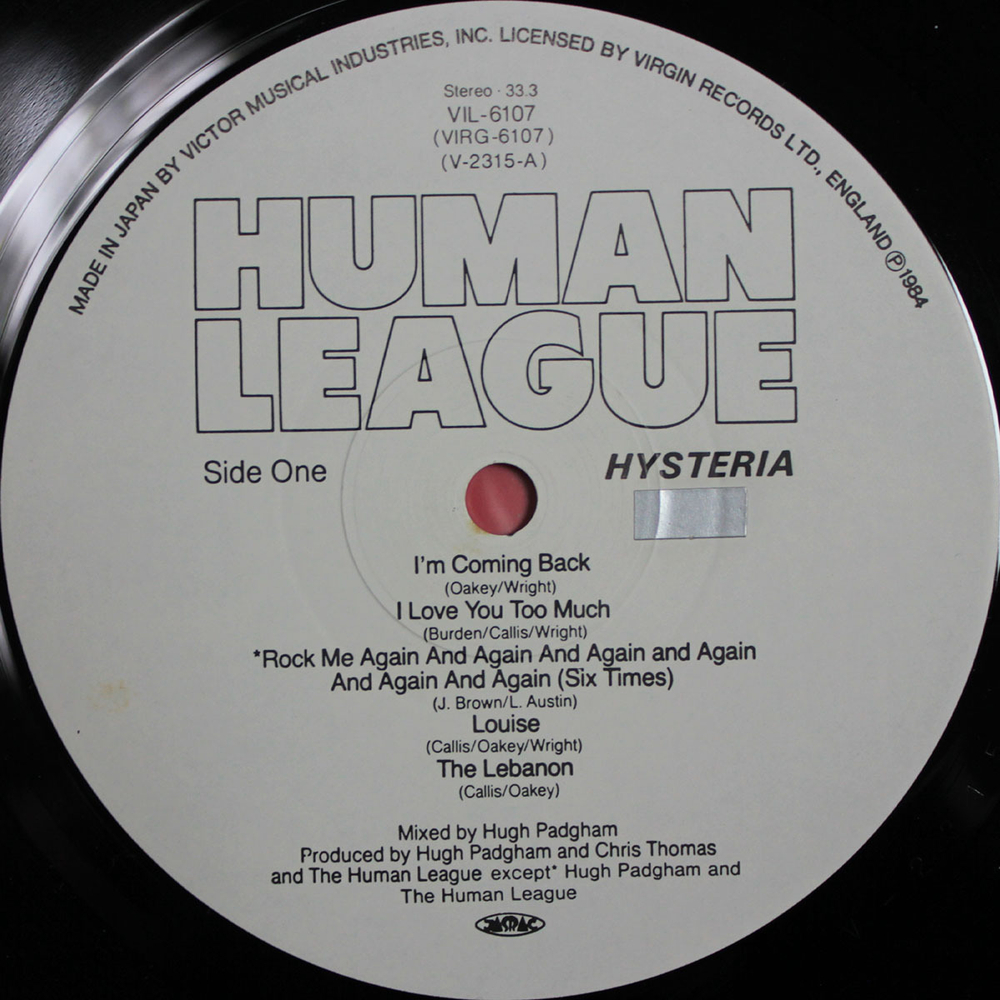 MADE IN JAPAN BY VICTOR MUSICAL INDUSTRIES, INC. LICENSED BY VIRGIN RECORDS LTD., ENGLAND Ⓟ 1984
Stereo · 33.3
VIL-6107
(VIRG-6107)
(V-2315-A)
HUMAN
LEAGUE
Side One
HYSTERIA
I'm Coming Back
(Oakey/Wright)
I Love You Too Much
(Burden/Callis/Wright)
*Rock Me Again And Again And Again and Again
And Again And Again (Six Times)
(J. Brown/L. Austin)
Louise
(Callis/Oakey/Wright)
The Lebanon
(Callis/Oakey)
Mixed by Hugh Padgham
Produced by Hugh Padgham and Chris Thomas
and The Human League except* Hugh Padgham and
The Human League
JASRAC